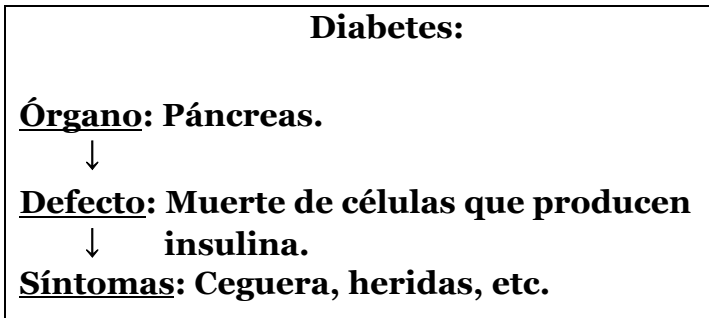 Diabetes:
Órgano: Páncreas.
↓
Defecto: Muerte de células que producen
↓ insulina.
Síntomas: Ceguera, heridas, etc.